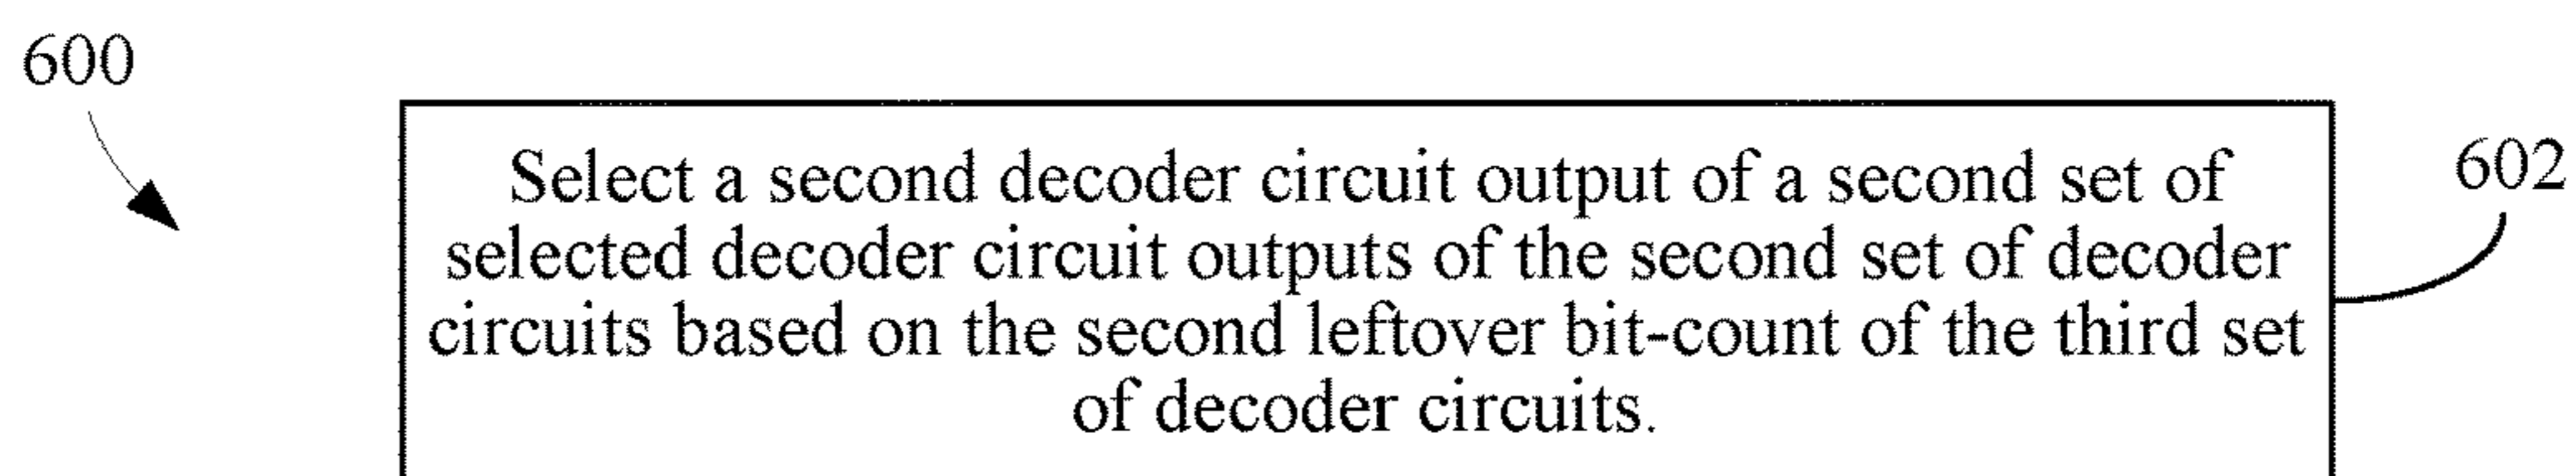 600
Select a second decoder circuit output of a second set of
602
selected decoder circuit outputs of the second set of decoder
circuits based on the second leftover bit-count of the third set
of decoder circuits.